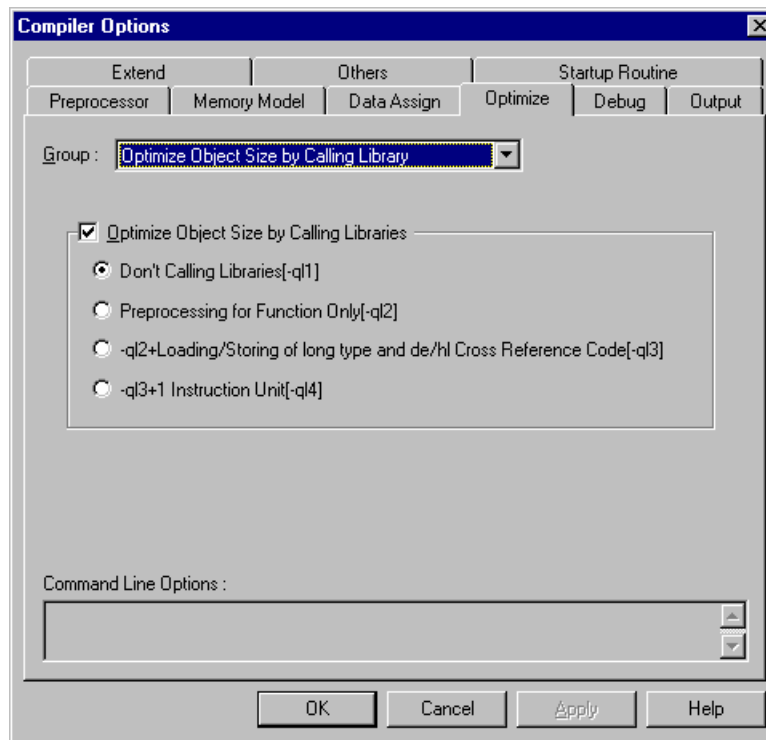 Compiler Options
Extend Others Startup Routine
Preprocessor Memory Model Data Assign Optimize Debug Output
Group : Optimize Object Size by Calling Library
Optimize Object Size by Calling Libraries
Don't Calling Libraries[-ql1]
Preprocessing for Function Only[-ql2]
-ql2+Loading/Storing of long type and de/hl Cross Reference Code[-ql3]
-ql3+1 Instruction Unit[-ql4]
Command Line Options :
OK Cancel Apply Help